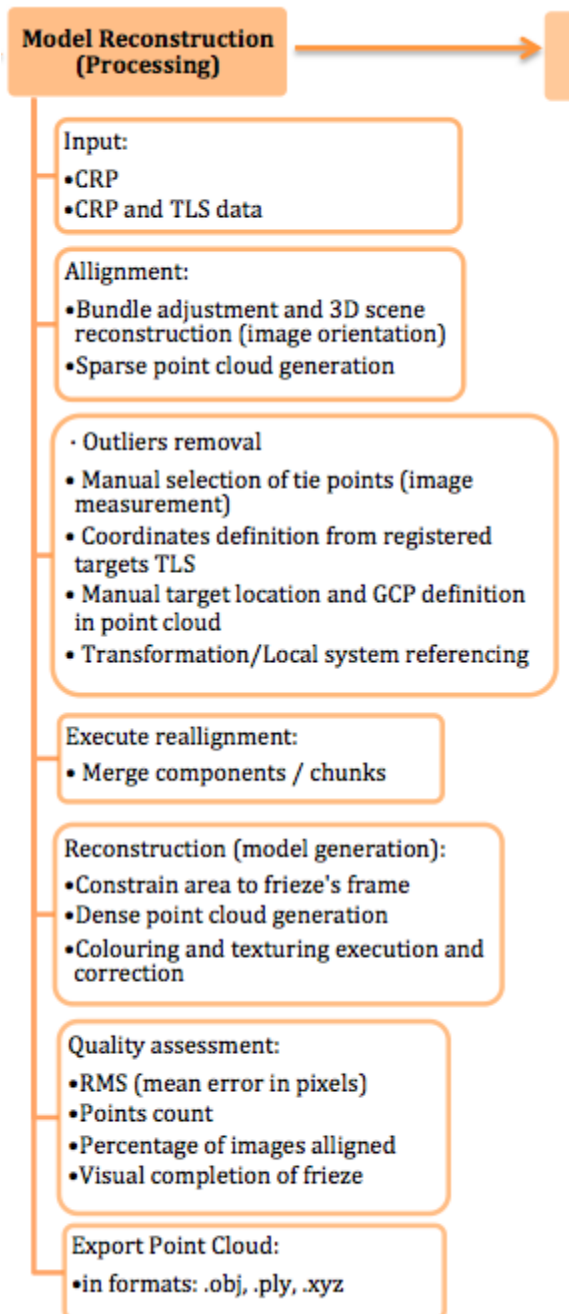 Model Reconstruction
(Processing)
Input:
•CRP
•CRP and TLS data
Allignment:
•Bundle adjustment and 3D scene
reconstruction (image orientation)
•Sparse point cloud generation
· Outliers removal
• Manual selection of tie points (image
measurement)
• Coordinates definition from registered
targets TLS
• Manual target location and GCP definition
in point cloud
• Transformation/Local system referencing
Execute reallignment:
• Merge components / chunks
Reconstruction (model generation):
•Constrain area to frieze's frame
•Dense point cloud generation
•Colouring and texturing execution and
correction
Quality assessment:
•RMS (mean error in pixels)
•Points count
•Percentage of images alligned
•Visual completion of frieze
Export Point Cloud:
•in formats: .obj, .ply, .xyz